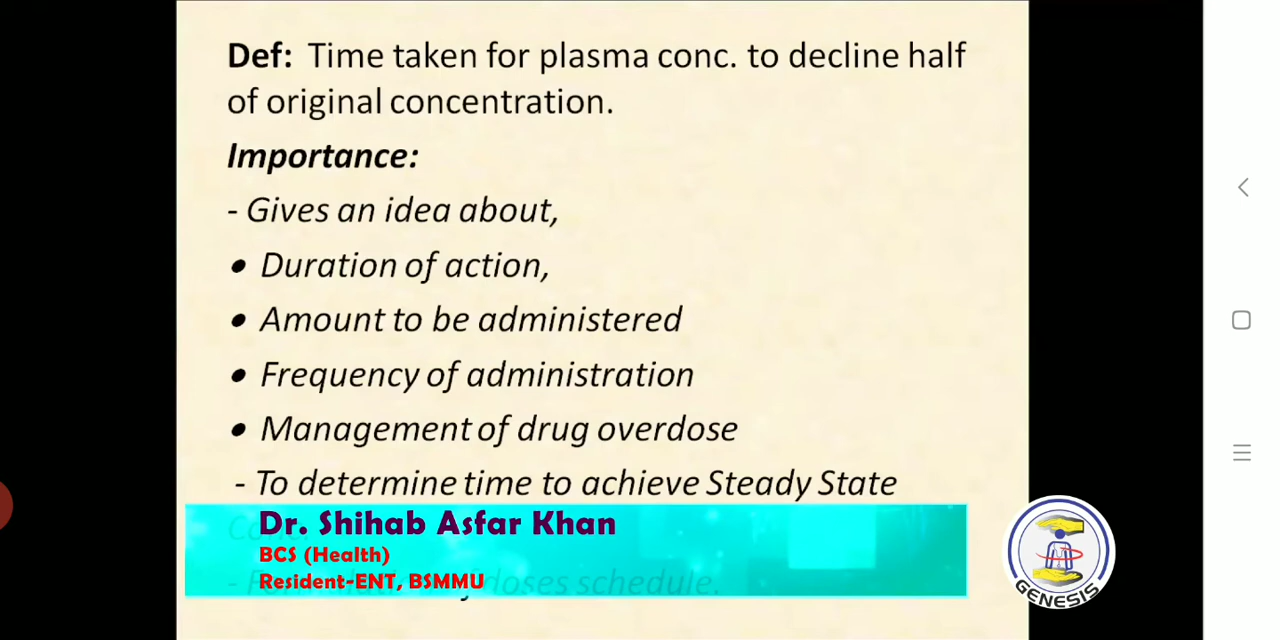 Def: Time taken for plasma conc. to decline half
of original concentration.
Importance:
- Gives an idea about,
• Duration of action,
• Amount to be administered
• Frequency of administration
• Management of drug overdose
- To determine time to achieve Steady State
Dr. Shihab Asfar Khan
BCS (Health)
Resident-ENT, BSMMU
doses schedule.
GENESIS